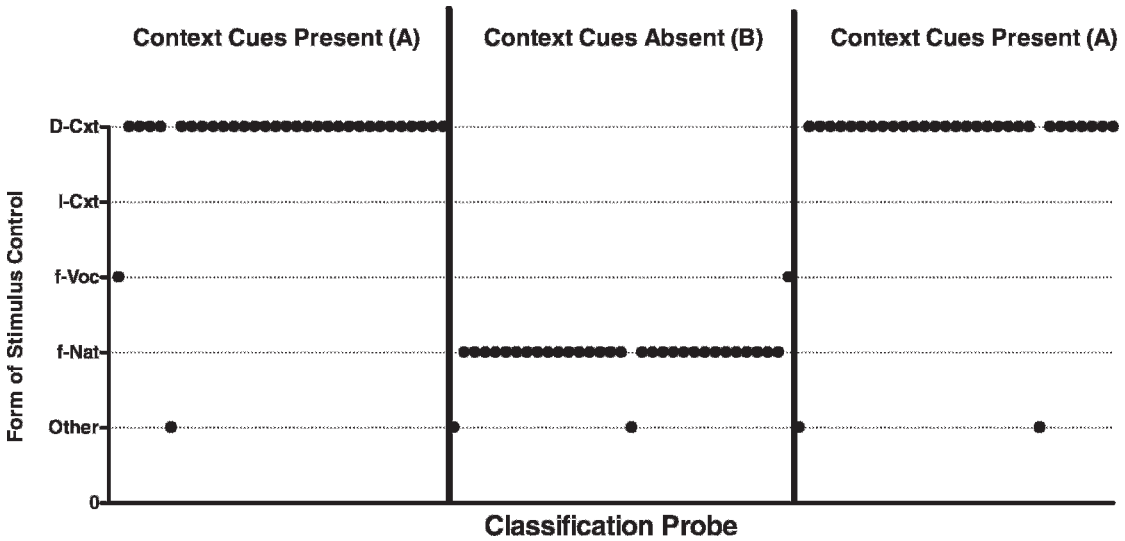 Context Cues Present (A)
Context Cues Absent (B)
Context Cues Present (A)
Form of Stimulus Control
D-Cxt
I-Cxt
f-Voc
f-Nat
Other
0
Classification Probe